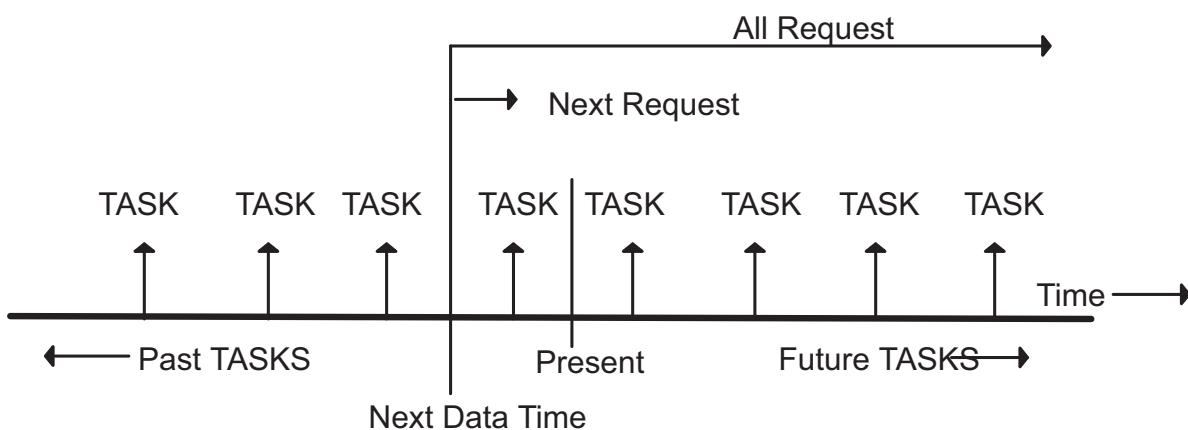 All Request
Next Request
TASK TASK TASK TASK TASK TASK TASK TASK
Time
Past TASKS Present Future TASKS
Next Data Time